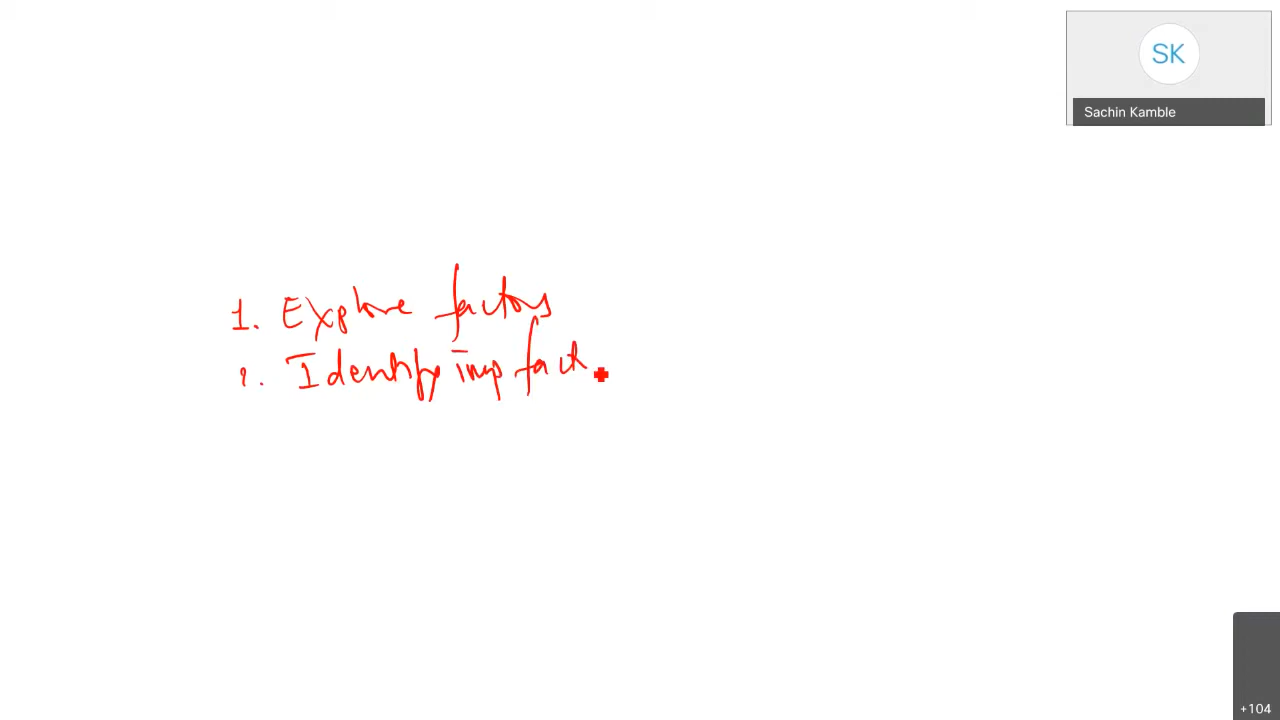 SK
Sachin Kamble
1. Explore factors
2. Identify imp fact
+104